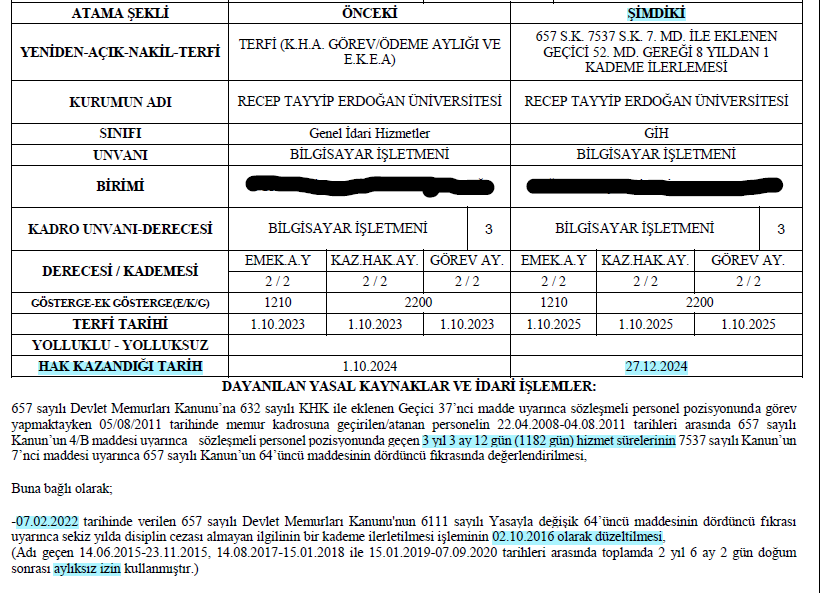 ATAMA ŞEKLİ ÖNCEKİ ŞİMDİKİ
YENİDEN-AÇIK-NAKİL-TERFİ TERFİ (K.H.A. GÖREV/ÖDEME AYLIĞI VE E.K.E.A) 657 S.K. 7537 S.K. 7. MD. İLE EKLENEN GEÇİCİ 52. MD. GEREĞİ 8 YILDAN 1 KADEME İLERLEMESİ
KURUMUN ADI RECEP TAYYİP ERDOĞAN ÜNİVERSİTESİ RECEP TAYYİP ERDOĞAN ÜNİVERSİTESİ
SINIFI Genel İdari Hizmetler GİH
UNVANI BİLGİSAYAR İŞLETMENİ BİLGİSAYAR İŞLETMENİ
BİRİMİ
KADRO UNVANI-DERECESİ BİLGİSAYAR İŞLETMENİ 3 BİLGİSAYAR İŞLETMENİ 3
DERECESİ / KADEMESİ EMEK.A.Y KAZ.HAK.AY. GÖREV AY. EMEK.A.Y KAZ.HAK.AY. GÖREV AY.
2 / 2 2 / 2 2 / 2 2 / 2 2 / 2 2 / 2
GÖSTERGE-EK GÖSTERGE(E/K/G) 1210 2200 1210 2200
TERFİ TARİHİ 1.10.2023 1.10.2023 1.10.2023 1.10.2025 1.10.2025 1.10.2025
YOLLUKLU - YOLLUKSUZ
HAK KAZANDIĞI TARİH 1.10.2024 27.12.2024
DAYANILAN YASAL KAYNAKLAR VE İDARİ İŞLEMLER:
657 sayılı Devlet Memurları Kanunu’na 632 sayılı KHK ile eklenen Geçici 37’nci madde uyarınca sözleşmeli personel pozisyonunda görev
yapmaktayken 05/08/2011 tarihinde memur kadrosuna geçirilen/atanan personelin 22.04.2008-04.08.2011 tarihleri arasında 657 sayılı
Kanun’un 4/B maddesi uyarınca sözleşmeli personel pozisyonunda geçen 3 yıl 3 ay 12 gün (1182 gün) hizmet sürelerinin 7537 sayılı Kanun’un
7’nci maddesi uyarınca 657 sayılı Kanun’un 64’üncü maddesinin dördüncü fıkrasında değerlendirilmesi,
Buna bağlı olarak;
-07.02.2022 tarihinde verilen 657 sayılı Devlet Memurları Kanunu'nun 6111 sayılı Yasayla değişik 64’üncü maddesinin dördüncü fıkrası
uyarınca sekiz yılda disiplin cezası almayan ilgilinin bir kademe ilerletilmesi işleminin 02.10.2016 olarak düzeltilmesi,
(Adı geçen 14.06.2015-23.11.2015, 14.08.2017-15.01.2018 ile 15.01.2019-07.09.2020 tarihleri arasında toplamda 2 yıl 6 ay 2 gün doğum
sonrası aylıksız izin kullanmıştır.)